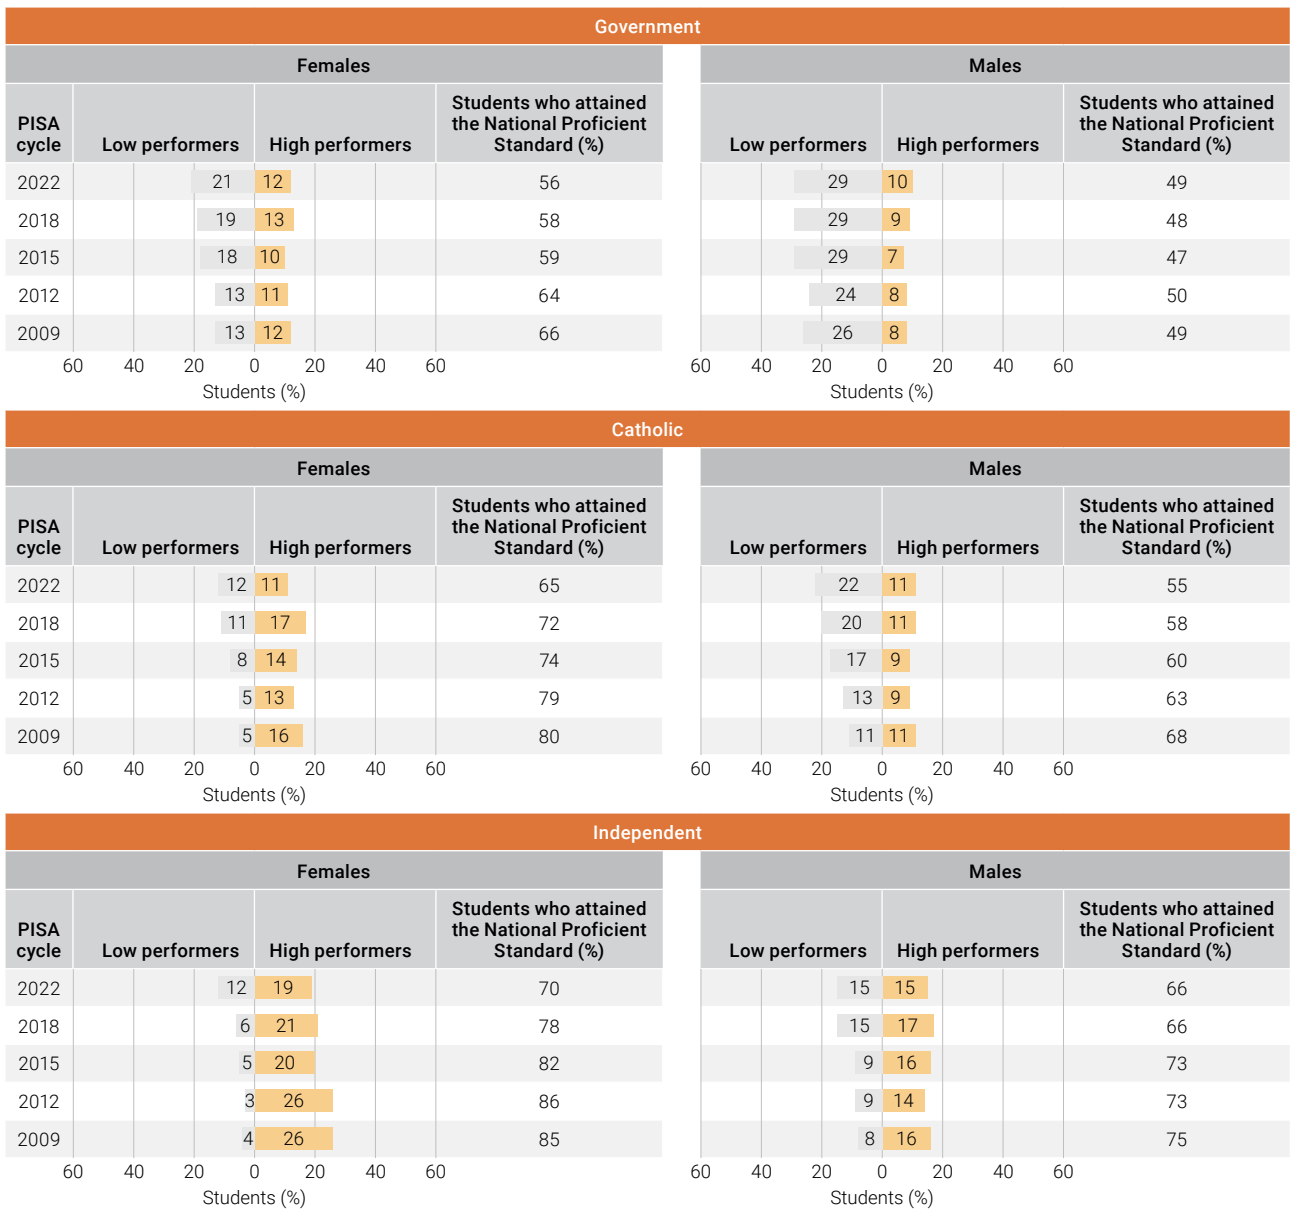 Government
Females Males
PISA cycle Low performers High performers Students who attained the National Proficient Standard (%) Low performers High performers Students who attained the National Proficient Standard (%)
2022 21 12 56 29 10 49
2018 19 13 58 29 9 48
2015 18 10 59 29 7 47
2012 13 11 64 24 8 50
2009 13 12 66 26 8 49
60 40 20 0 20 40 60 60 40 20 0 20 40 60
Students (%) Students (%)
Catholic
Females Males
PISA cycle Low performers High performers Students who attained the National Proficient Standard (%) Low performers High performers Students who attained the National Proficient Standard (%)
2022 12 11 65 22 11 55
2018 11 17 72 20 11 58
2015 8 14 74 17 9 60
2012 5 13 79 13 9 63
2009 5 16 80 11 11 68
60 40 20 0 20 40 60 60 40 20 0 20 40 60
Students (%) Students (%)
Independent
Females Males
PISA cycle Low performers High performers Students who attained the National Proficient Standard (%) Low performers High performers Students who attained the National Proficient Standard (%)
2022 12 19 70 15 15 66
2018 6 21 78 15 17 66
2015 5 20 82 9 16 73
2012 3 26 86 9 14 73
2009 4 26 85 8 16 75
60 40 20 0 20 40 60 60 40 20 0 20 40 60
Students (%) Students (%)